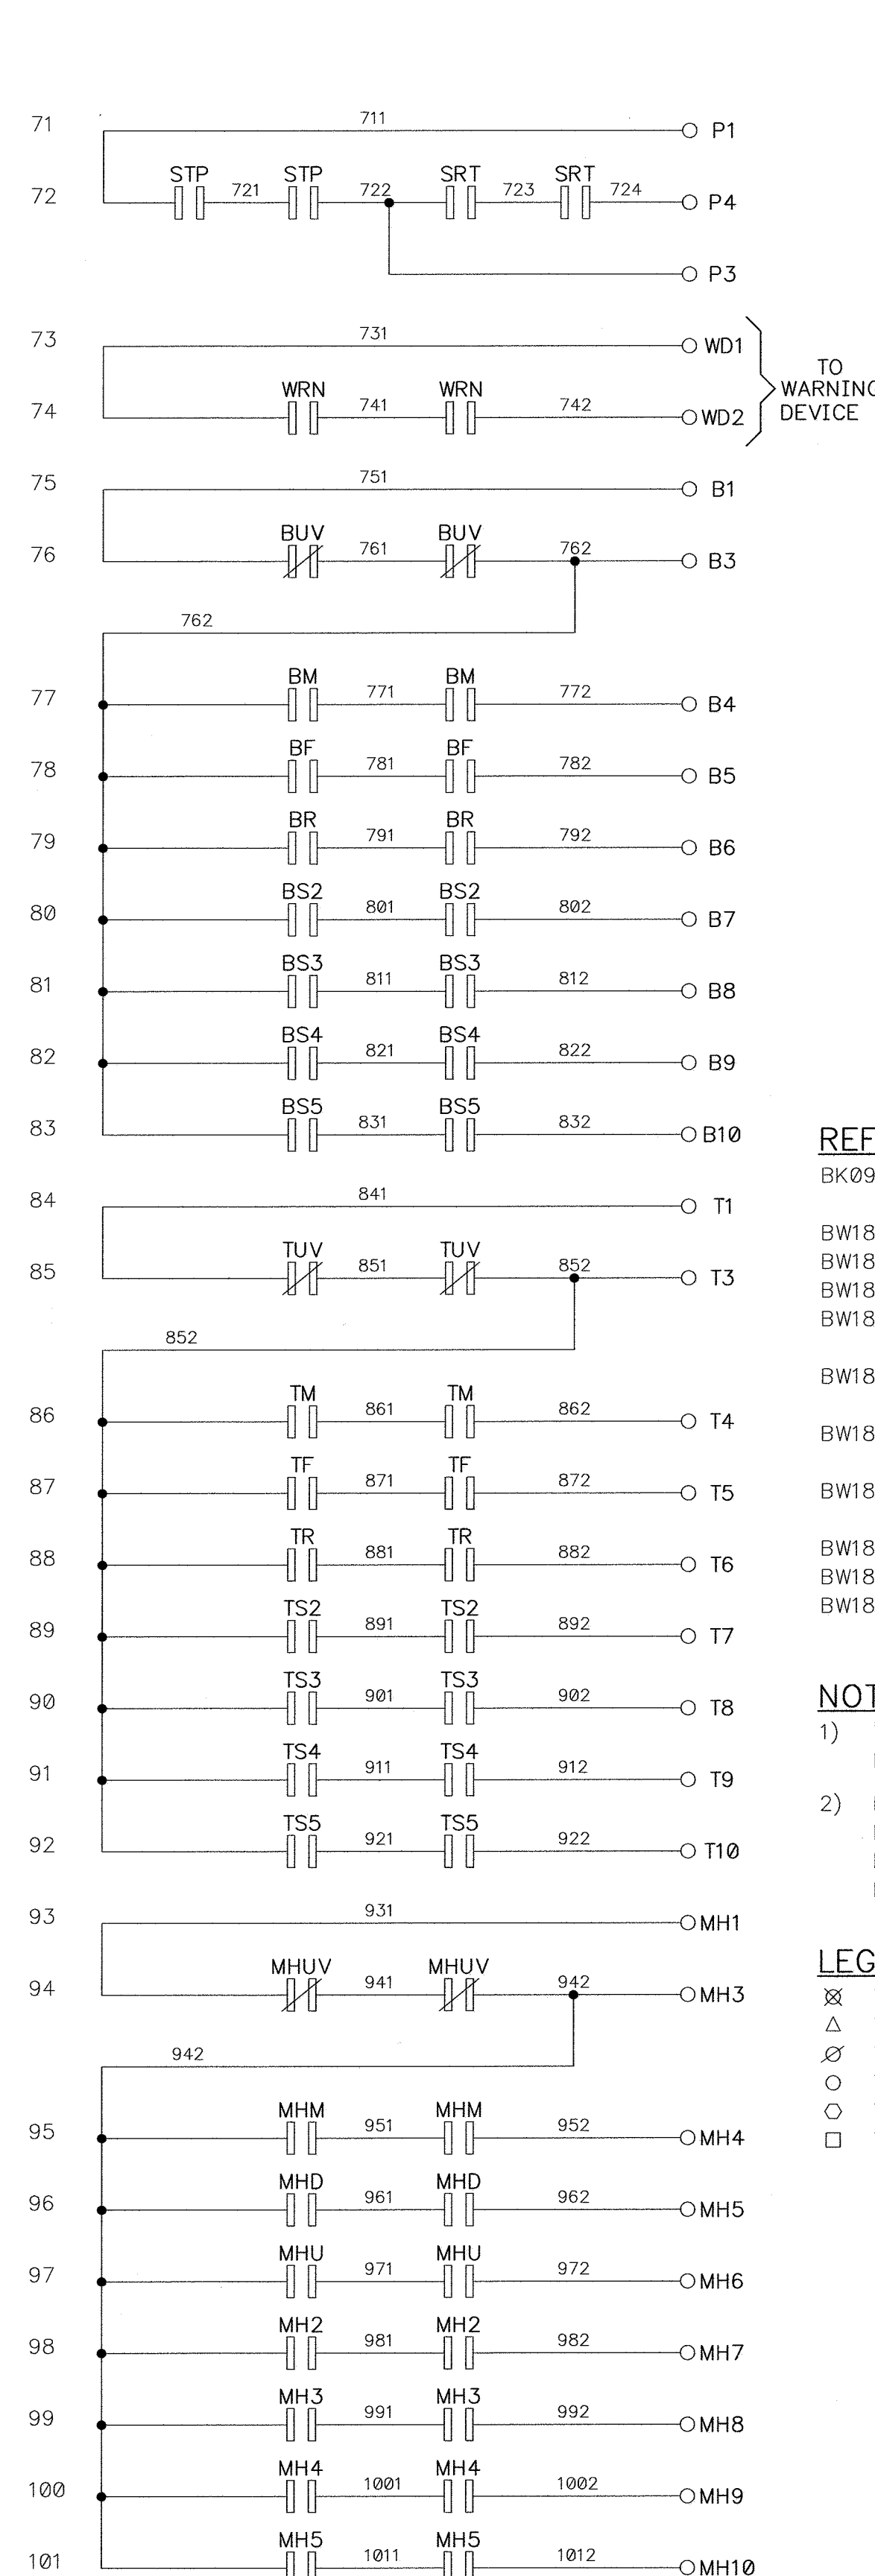 71 711 P1
STP STP SRT SRT
72 721 722 723 724 P4
P3
73 731 WD1
TO
WARNING
DEVICE
WRN WRN
74 741 742 WD2
75 751 B1
BUV BUV
76 761 762 B3
762
BM BM
77 771 772 B4
BF BF
78 781 782 B5
BR BR
79 791 792 B6
BS2 BS2
80 801 802 B7
BS3 BS3
81 811 812 B8
BS4 BS4
82 821 822 B9
BS5 BS5
83 831 832 B10
84 841 T1
TUV TUV
85 851 852 T3
852
TM TM
86 861 862 T4
TF TF
87 871 872 T5
TR TR
88 881 882 T6
TS2 TS2
89 891 892 T7
TS3 TS3
90 901 902 T8
TS4 TS4
91 911 912 T9
TS5 TS5
92 921 922 T10
93 931 MH1
MHUV MHUV
94 941 942 MH3
942
MHM MHM
95 951 952 MH4
MHD MHD
96 961 962 MH5
MHU MHU
97 971 972 MH6
MH2 MH2
98 981 982 MH7
MH3 MH3
99 991 992 MH8
MH4 MH4
100 1001 1002 MH9
MH5 MH5
101 1011 1012 MH10
REF
BK09
BW18
BW18
BW18
BW18
BW18
BW18
BW18
BW18
BW18
BW18
NOT
1)
2)
LEG